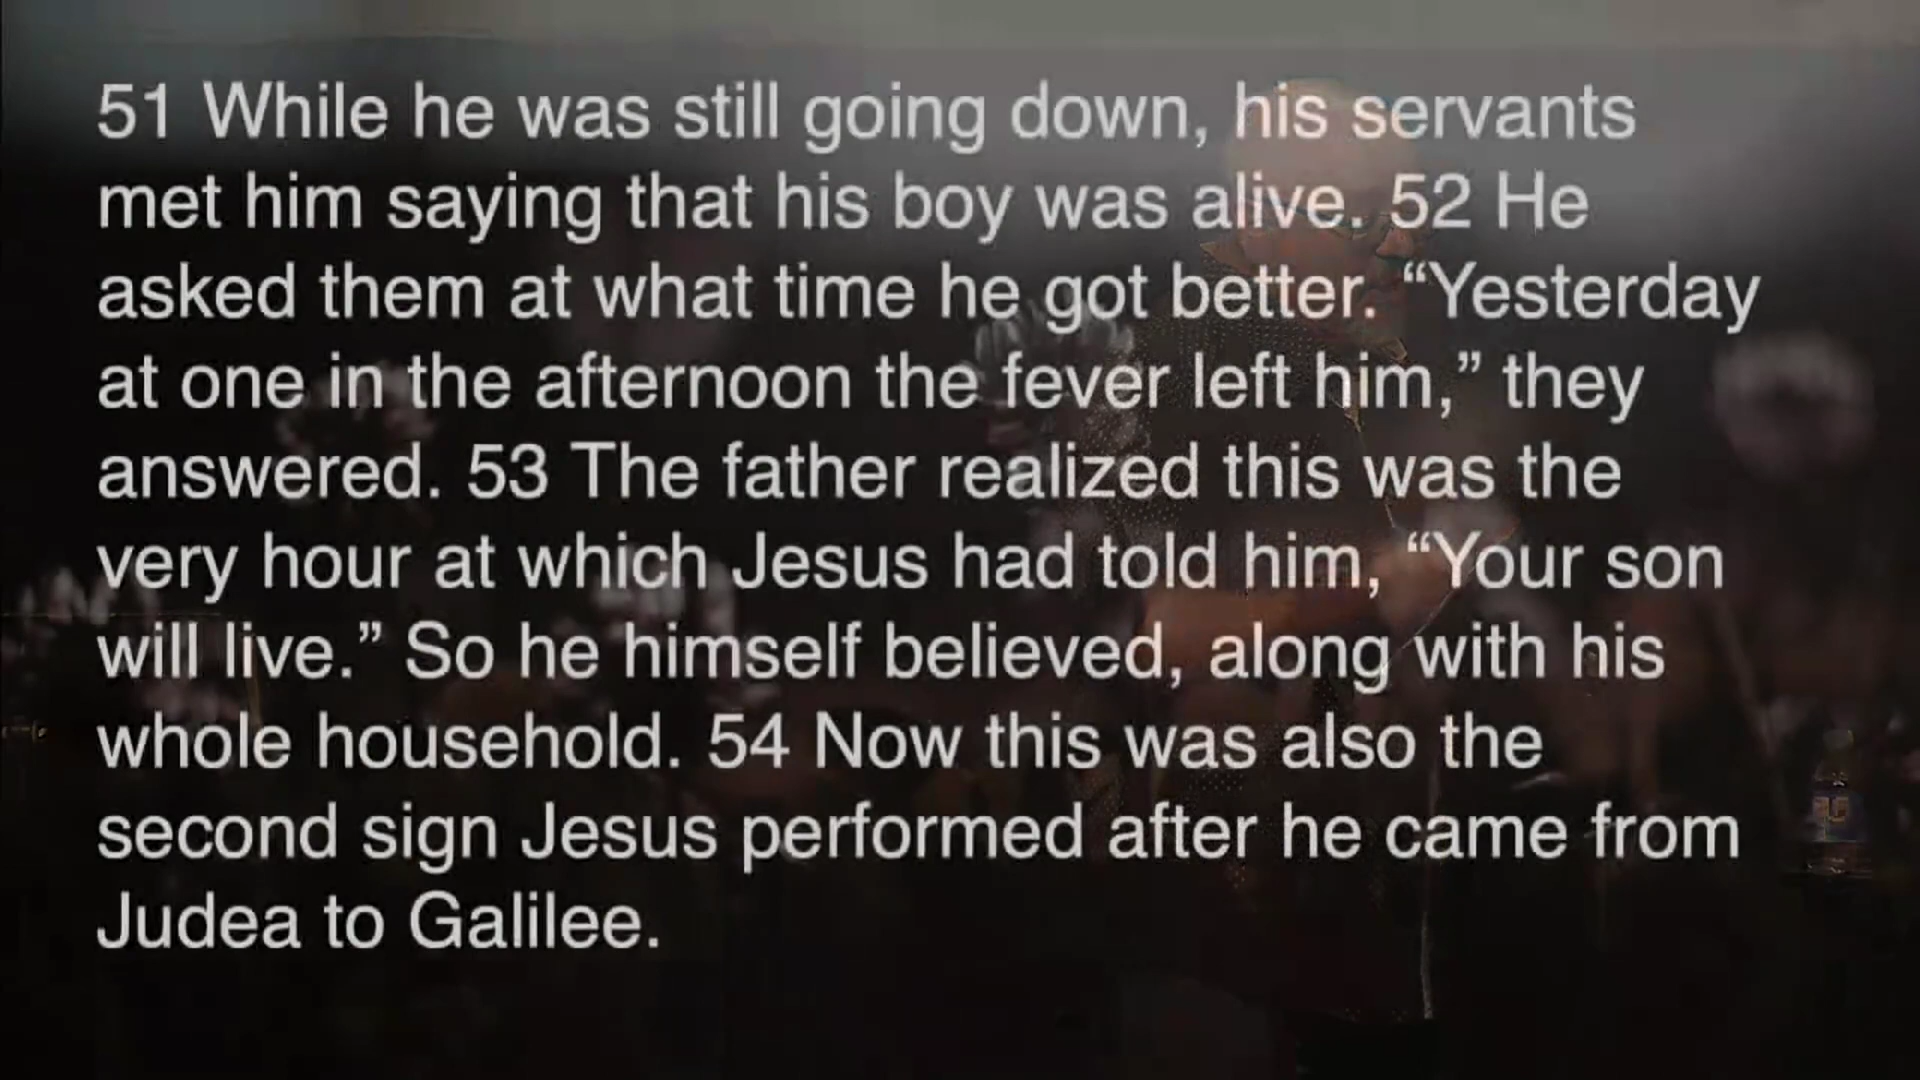 51 While he was still going down, his servants
met him saying that his boy was alive. 52 He
asked them at what time he got better. “Yesterday
at one in the afternoon the fever left him,” they
answered. 53 The father realized this was the
very hour at which Jesus had told him, “Your son
will live.” So he himself believed, along with his
whole household. 54 Now this was also the
second sign Jesus performed after he came from
Judea to Galilee.